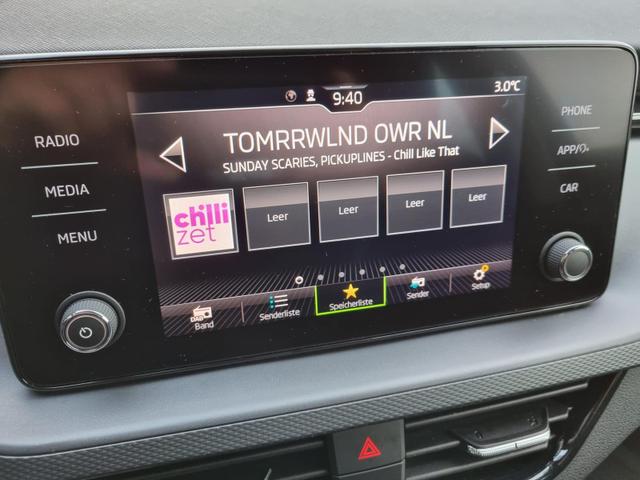 9:40
3.0°C
RADIO
MEDIA
MENU
PHONE
APP/
CAR
TOMRRWLND OWR NL
SUNDAY SCARIES, PICKUPLINES - Chill Like That
chilli
zet
Leer
Leer
Leer
Leer
DAB
Band
Senderliste
Speicherliste
Sender
Setup